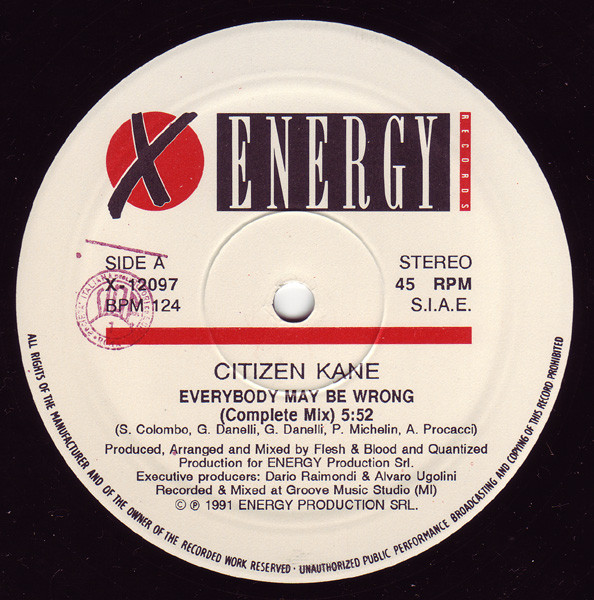 X ENERGY RECORDS
SIDE A
X-12097
BPM 124
STEREO
45 RPM
S.I.A.E.
CITIZEN KANE
EVERYBODY MAY BE WRONG
(Complete Mix) 5:52
(S. Colombo, G. Danelli, G. Danelli, P. Michelin, A. Procacci)
Produced, Arranged and Mixed by Flesh & Blood and Quantized
Production for ENERGY Production Srl.
Executive producers: Dario Raimondi & Alvaro Ugolini
Recorded & Mixed at Groove Music Studio (MI)
© ℗ 1991 ENERGY PRODUCTION SRL.
ALL RIGHTS OF THE MANUFACTURER AND OF THE OWNER OF THE RECORDED WORK RESERVED · UNAUTHORIZED PUBLIC PERFORMANCE BROADCASTING AND COPYING OF THIS RECORD PROHIBITED